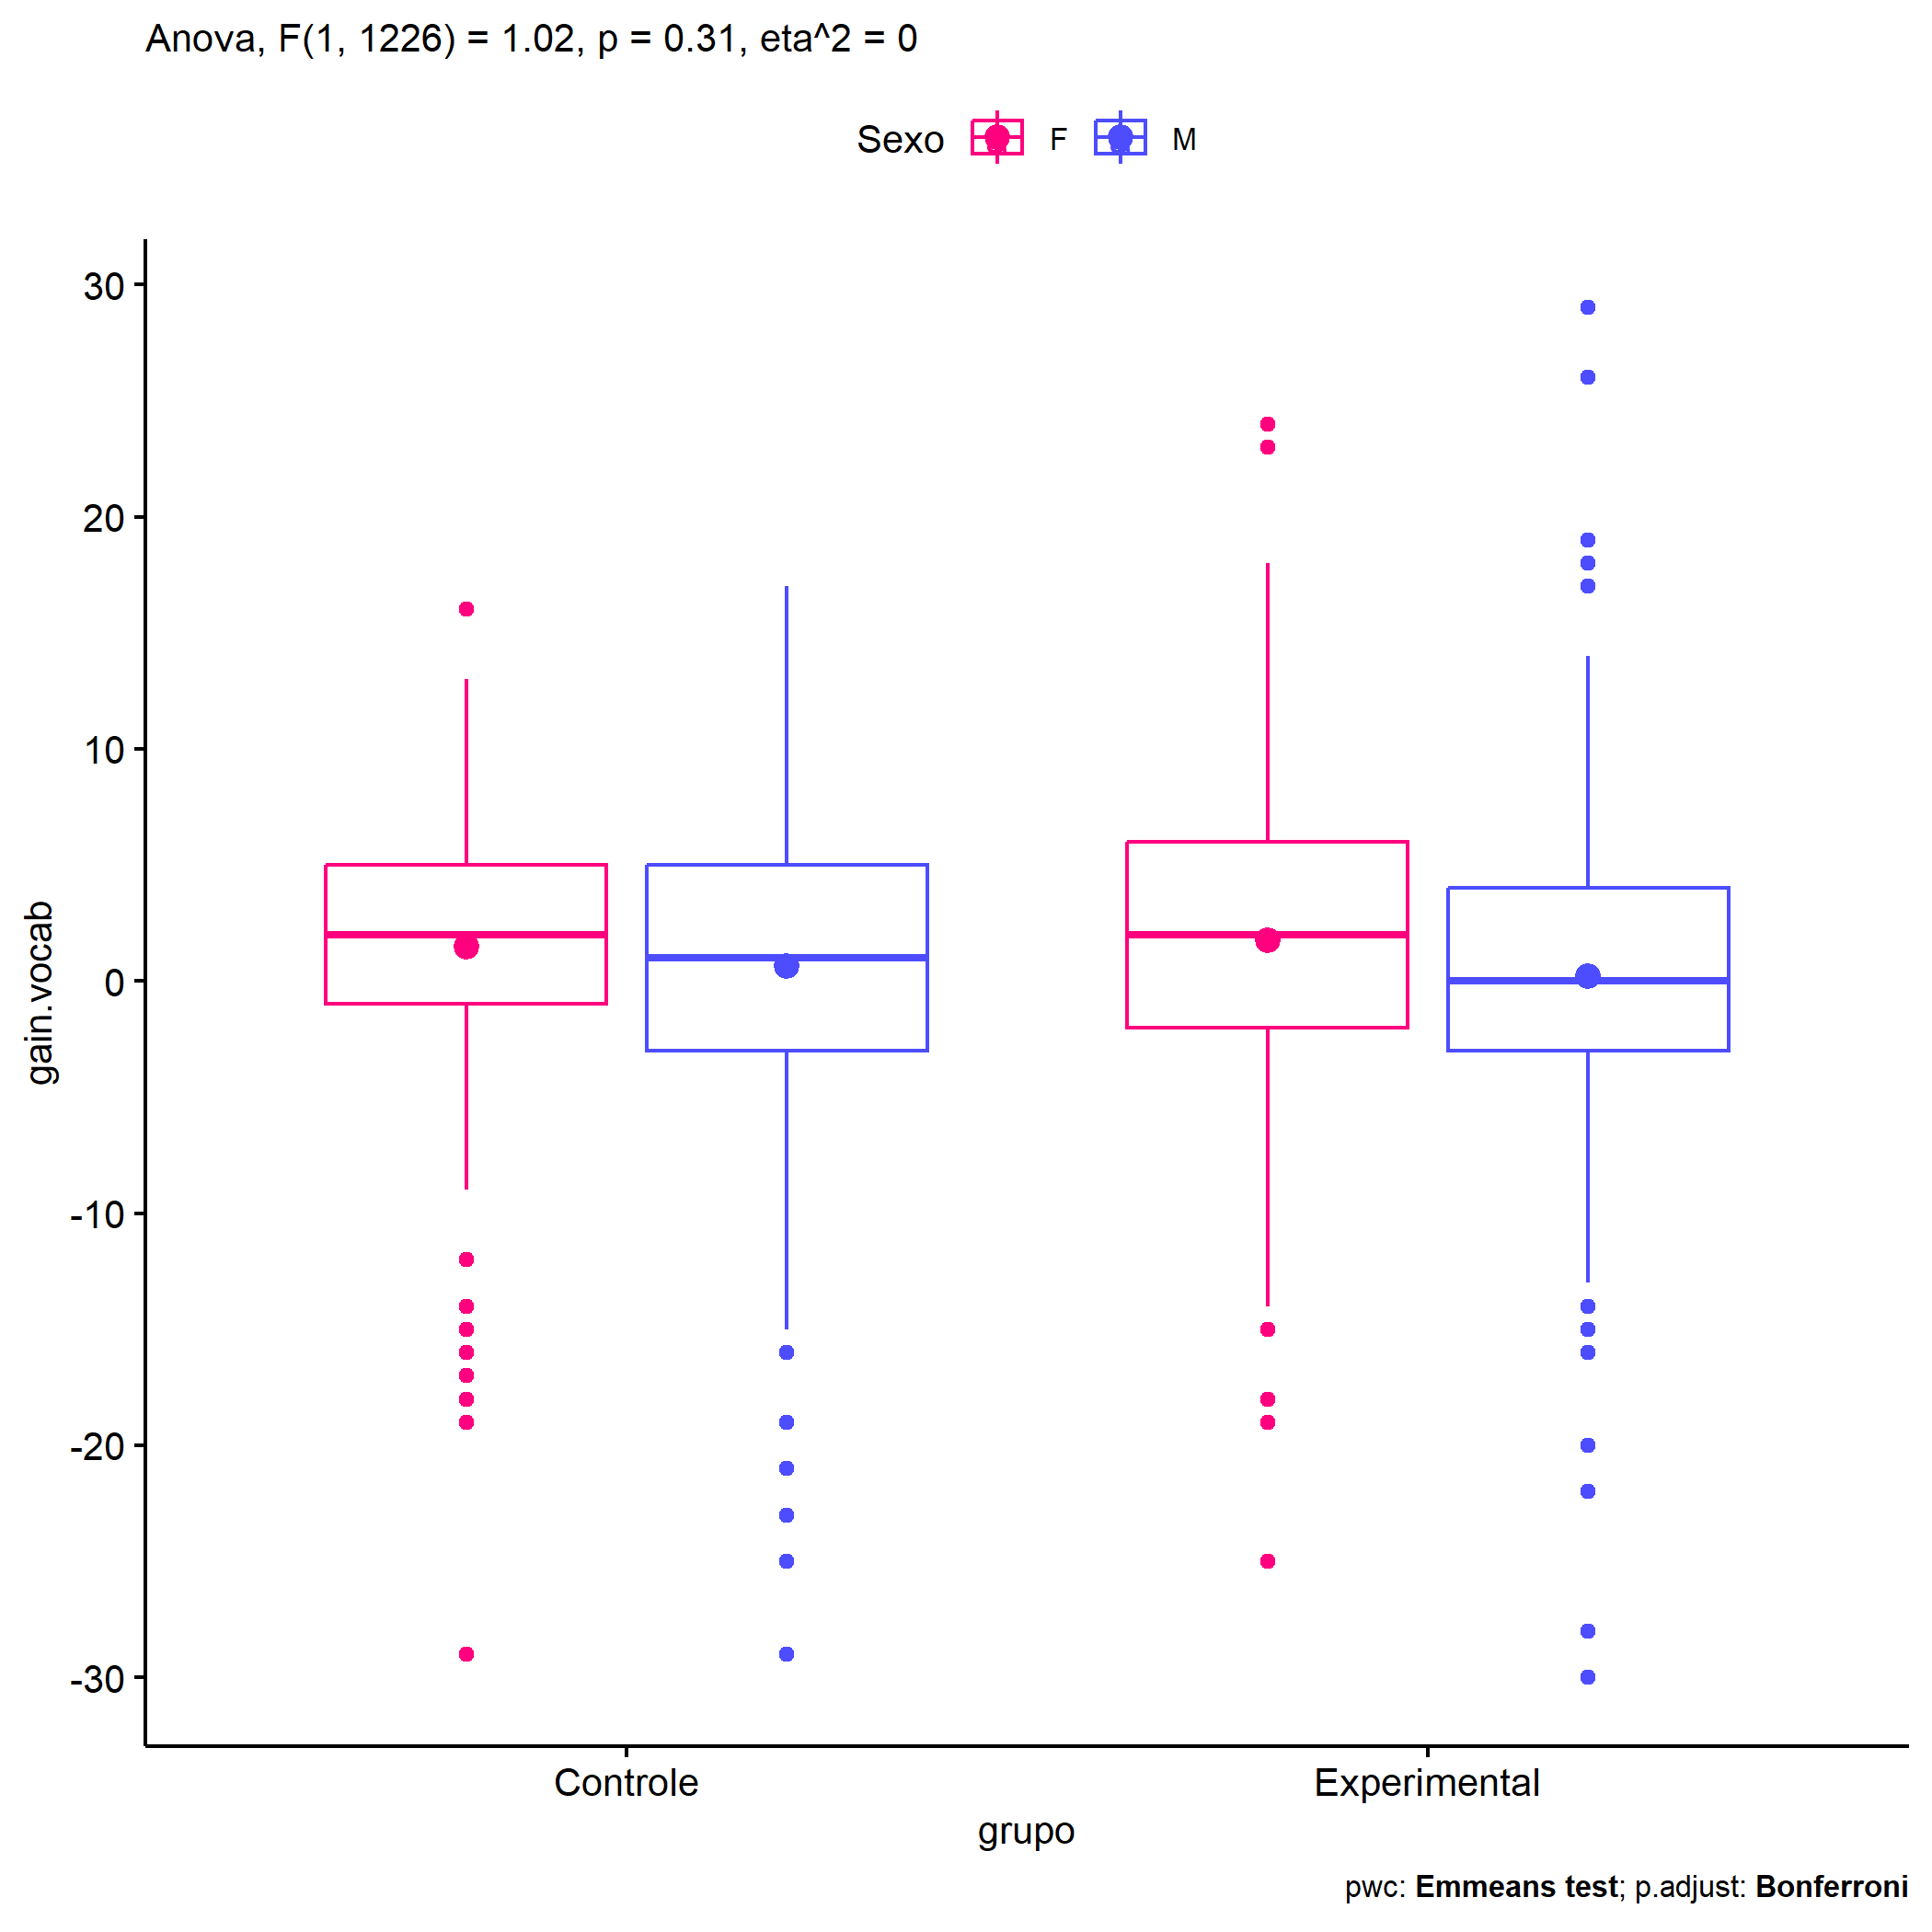 Anova, F(1, 1226) = 1.02, p = 0.31, eta^2 = 0
Sexo F M
30
20
10
0
-10
-20
-30
gain.vocab
Controle Experimental
grupo
pwc: Emmeans test; p.adjust: Bonferroni